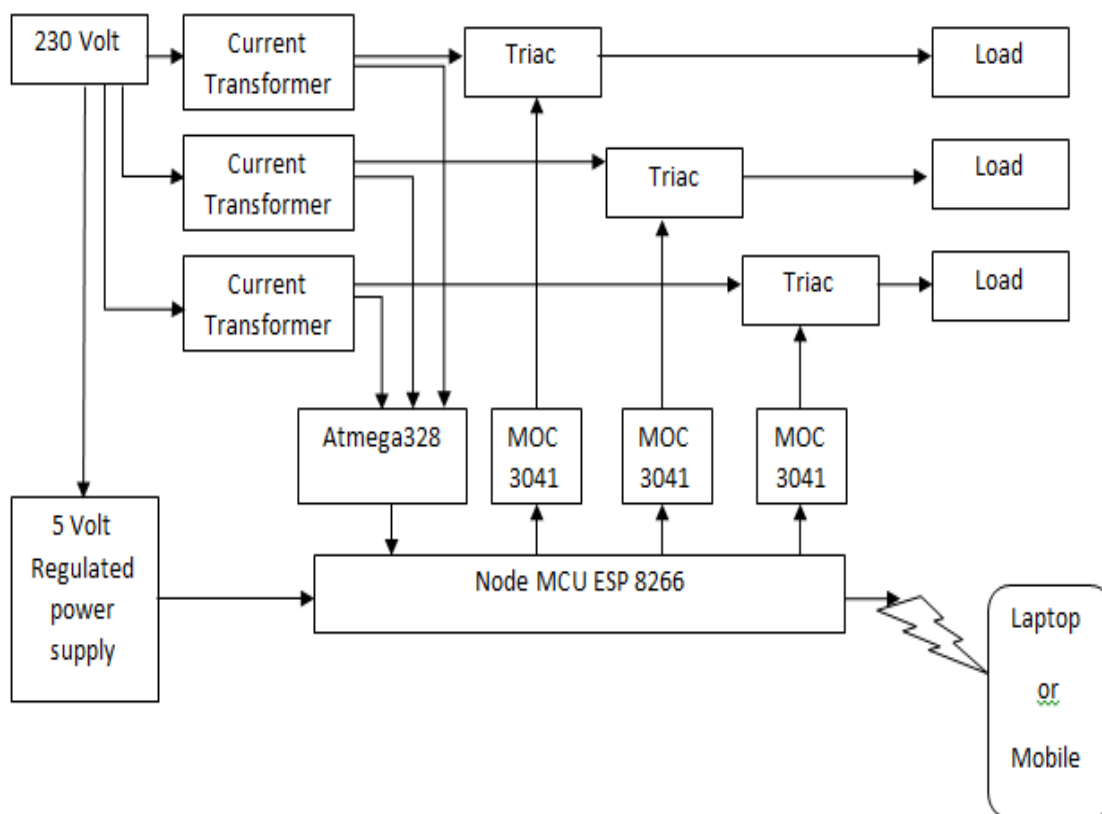 230 Volt
Current
Transformer
Triac
Load
Current
Transformer
Triac
Load
Current
Transformer
Triac
Load
Atmega328
MOC
3041
MOC
3041
MOC
3041
5 Volt
Regulated
power
supply
Node MCU ESP 8266
Laptop
or
Mobile